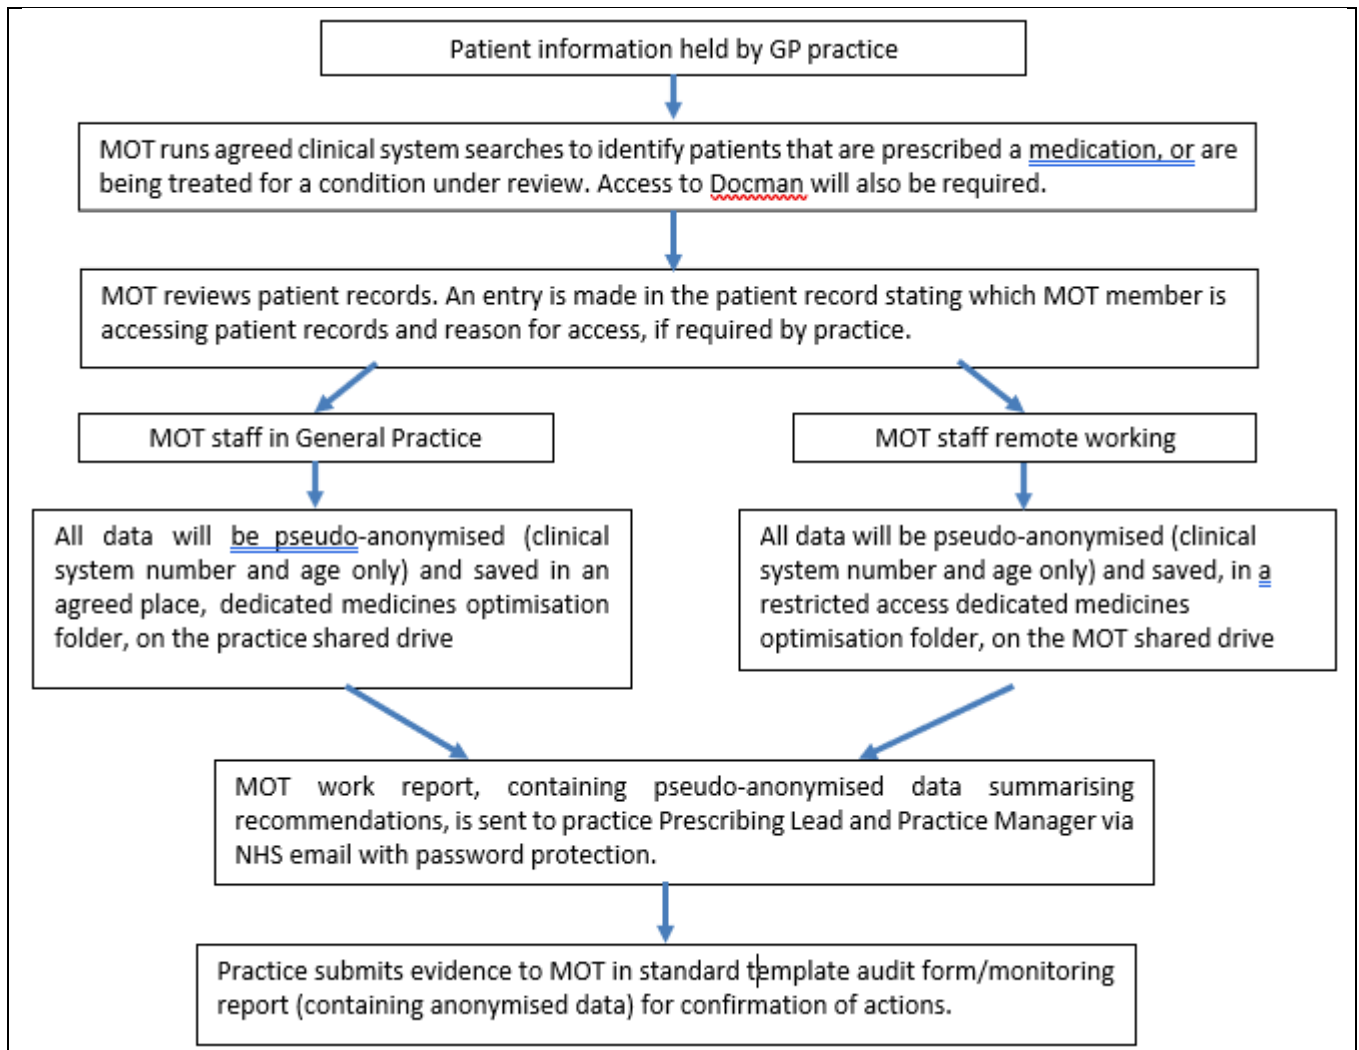 Patient information held by GP practice
MOT runs agreed clinical system searches to identify patients that are prescribed a medication, or are
being treated for a condition under review. Access to Docman will also be required.
MOT reviews patient records. An entry is made in the patient record stating which MOT member is
accessing patient records and reason for access, if required by practice.
MOT staff in General Practice
MOT staff remote working
All data will be pseudo-anonymised (clinical
system number and age only) and saved in an
agreed place, dedicated medicines optimisation
folder, on the practice shared drive
All data will be pseudo-anonymised (clinical
system number and age only) and saved, in a
restricted access dedicated medicines
optimisation folder, on the MOT shared drive
MOT work report, containing pseudo-anonymised data summarising
recommendations, is sent to practice Prescribing Lead and Practice Manager via
NHS email with password protection.
Practice submits evidence to MOT in standard template audit form/monitoring
report (containing anonymised data) for confirmation of actions.